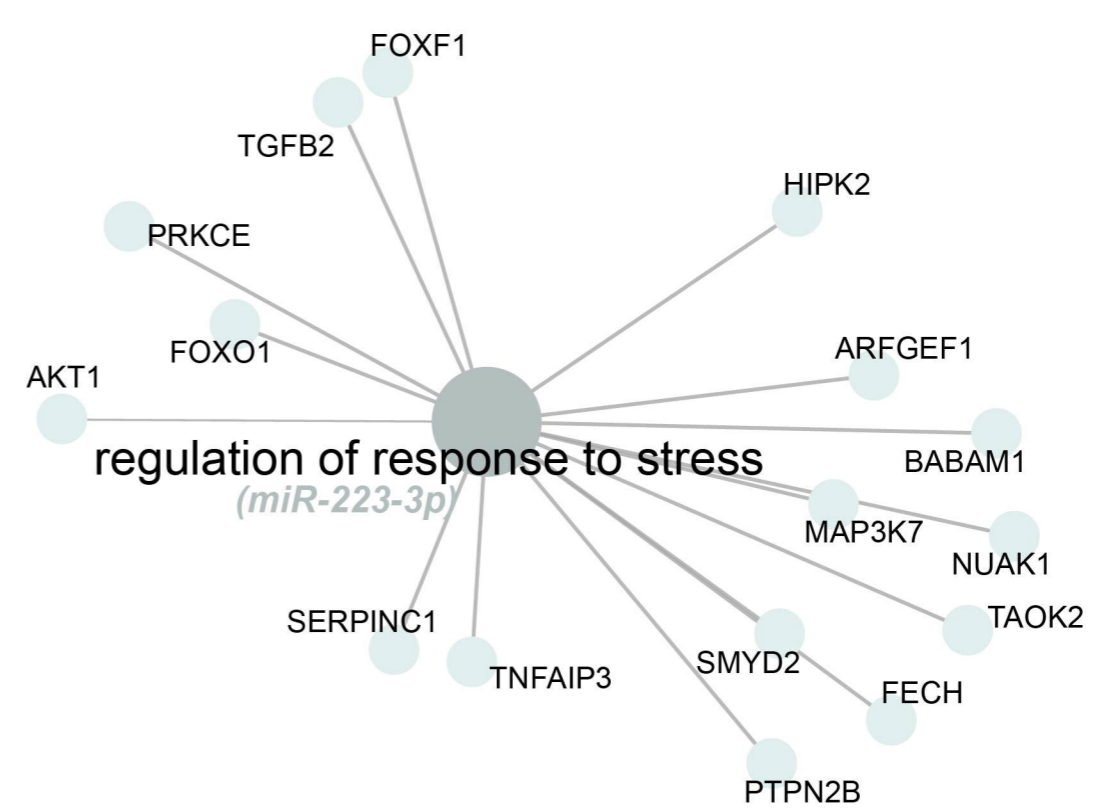 FOXF1
TGFB2
HIPK2
PRKCE
FOXO1
ARFGEF1
AKT1
regulation of response to stress
BABAM1
(miR-223-3p)
MAP3K7
NUAK1
SERPINC1
TAOK2
SMYD2
TNFAIP3
FECH
PTPN2B